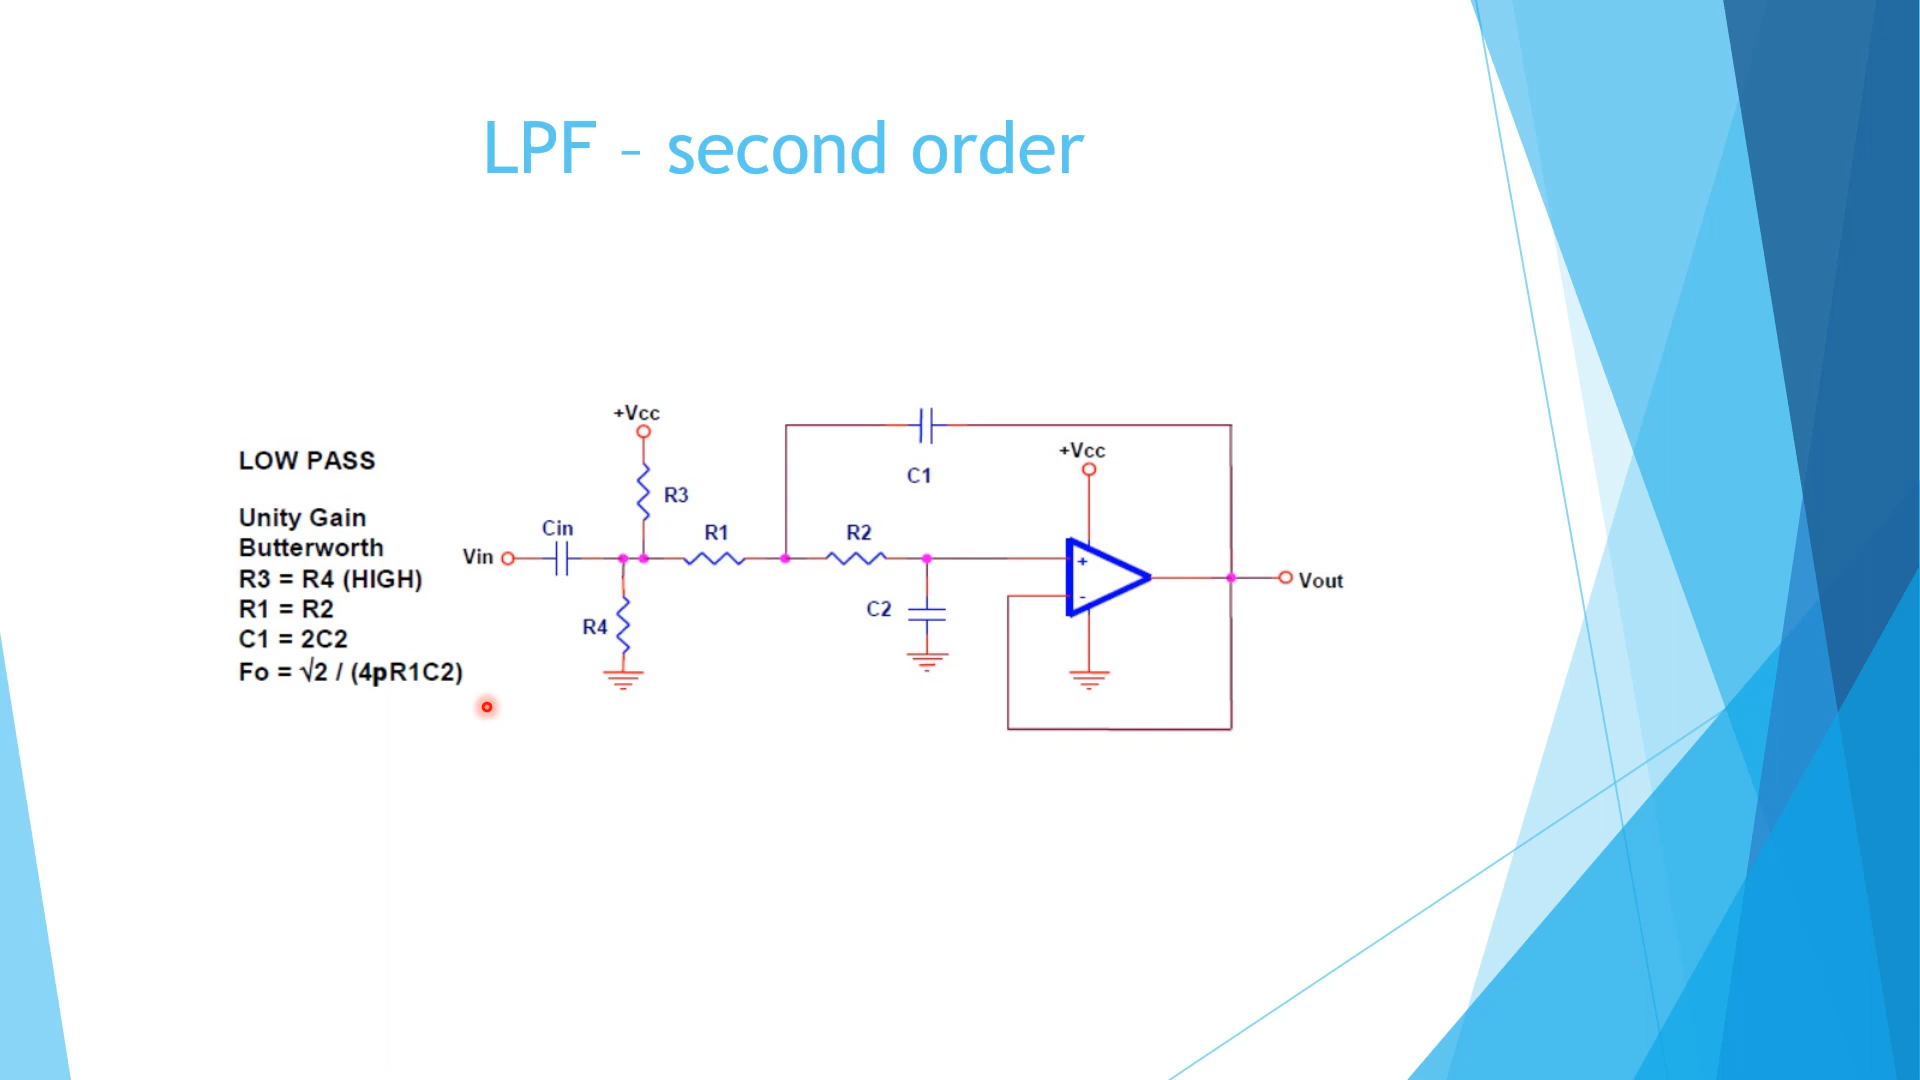 LPF – second order
LOW PASS
Unity Gain
Butterworth
R3 = R4 (HIGH)
R1 = R2
C1 = 2C2
Fo = √2 / (4pR1C2)
+Vcc
R3
Cin
Vin
R4
R1
R2
C1
C2
+Vcc
+
-
Vout